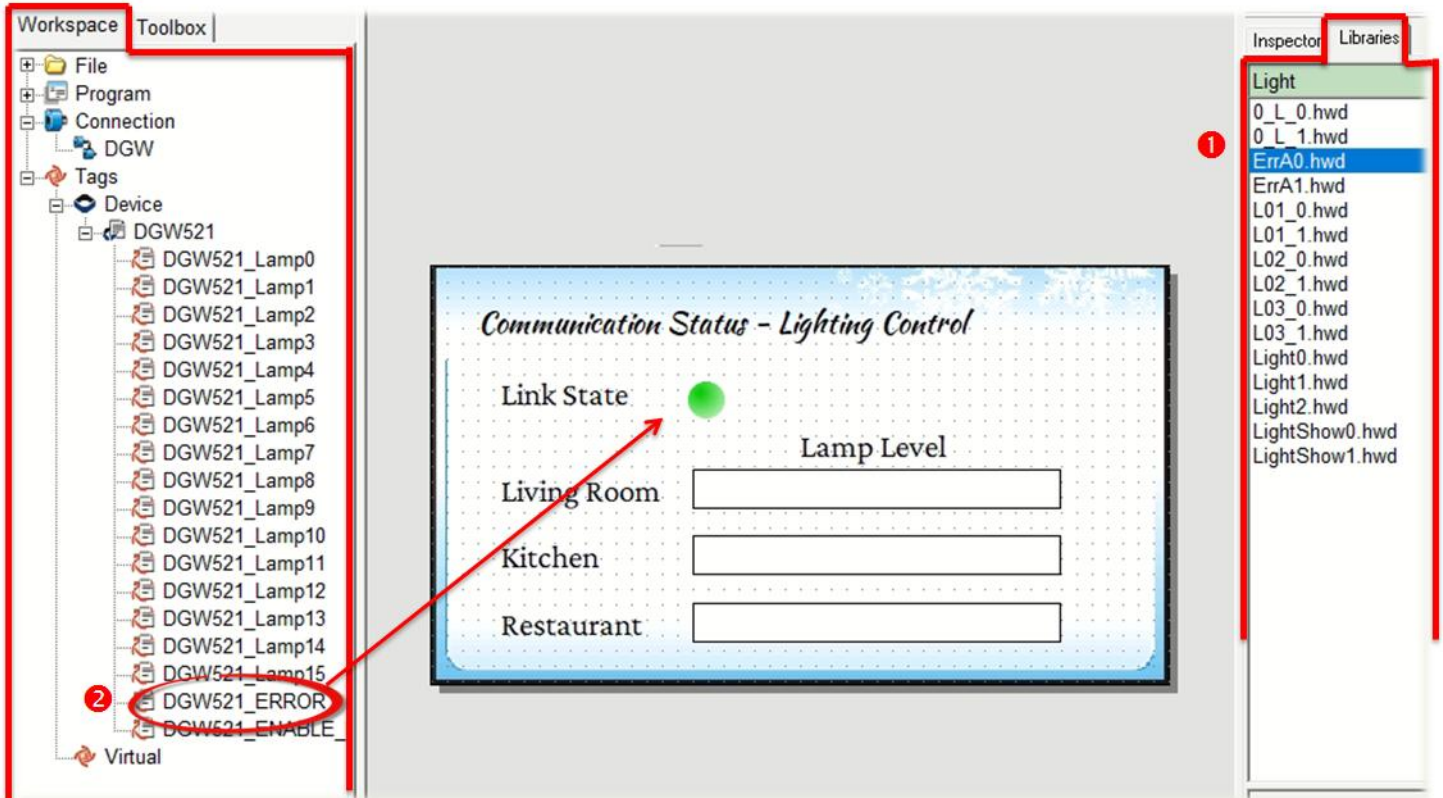 Workspace
Toolbox
File
Program
Connection
DGW
Tags
Device
DGW521
DGW521_Lamp0
DGW521_Lamp1
DGW521_Lamp2
DGW521_Lamp3
DGW521_Lamp4
DGW521_Lamp5
DGW521_Lamp6
DGW521_Lamp7
DGW521_Lamp8
DGW521_Lamp9
DGW521_Lamp10
DGW521_Lamp11
DGW521_Lamp12
DGW521_Lamp13
DGW521_Lamp14
DGW521_Lamp15
2
DGW521_ERROR
DGW521_ENABLE_
Virtual
Communication Status - Lighting Control
Link State
Lamp Level
Living Room
Kitchen
Restaurant
Inspector
Libraries
Light
1
0_L_0.hwd
0_L_1.hwd
ErrA0.hwd
ErrA1.hwd
L01_0.hwd
L01_1.hwd
L02_0.hwd
L02_1.hwd
L03_0.hwd
L03_1.hwd
Light0.hwd
Light1.hwd
Light2.hwd
LightShow0.hwd
LightShow1.hwd